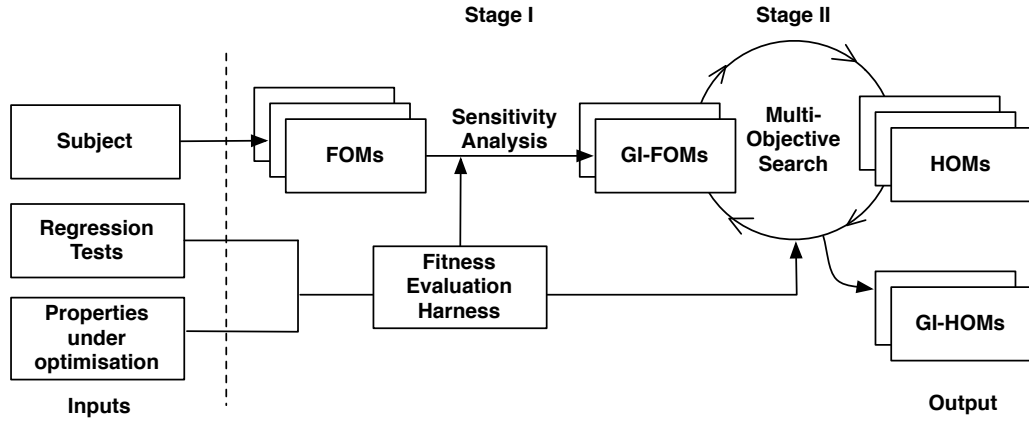 Stage I
Stage II
Subject
FOMs
Sensitivity
Analysis
GI-FOMs
Multi-
Objective
Search
HOMs
Regression
Tests
Fitness
Evaluation
Harness
Properties
under
optimisation
GI-HOMs
Inputs
Output